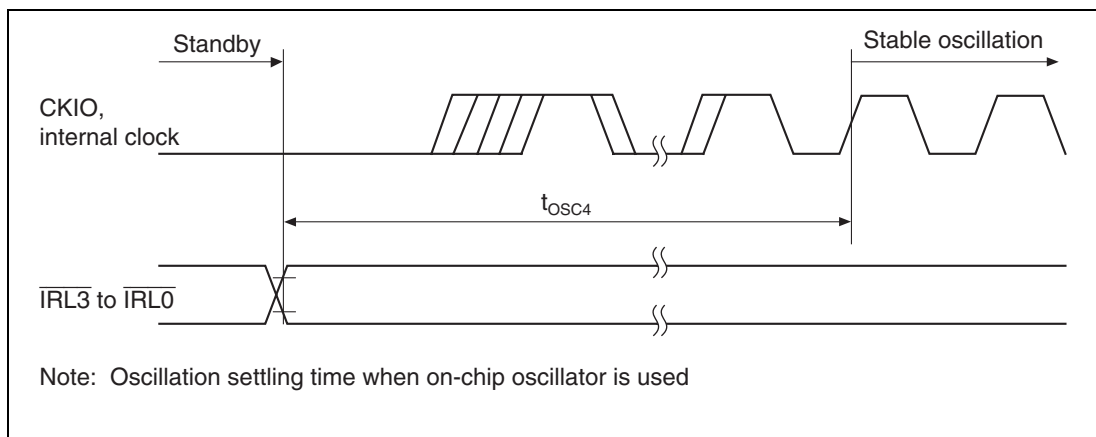 Standby
Stable oscillation
CKIO,
internal clock
tOSC4
IRL3 to IRL0
Note: Oscillation settling time when on-chip oscillator is used